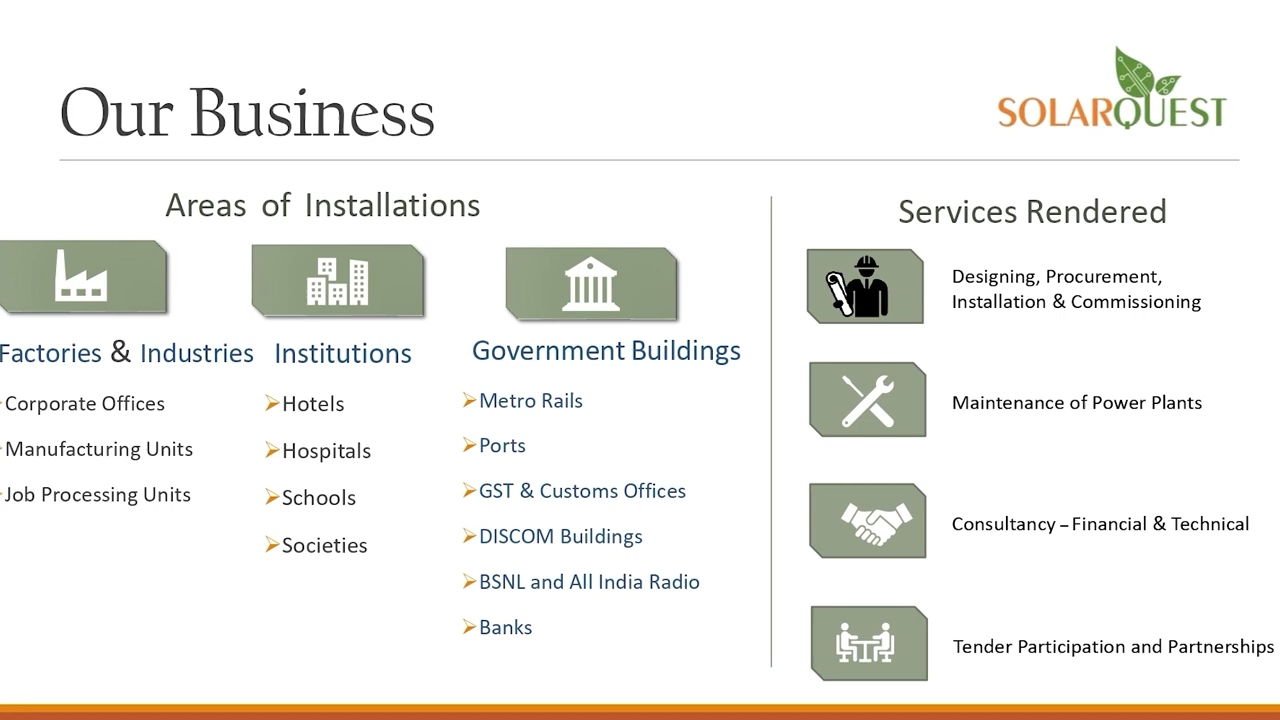 Our Business
SOLARQUEST
Areas of Installations
Factories & Industries
Corporate Offices
Manufacturing Units
Job Processing Units
Institutions
Hotels
Hospitals
Schools
Societies
Government Buildings
Metro Rails
Ports
GST & Customs Offices
DISCOM Buildings
BSNL and All India Radio
Banks
Services Rendered
Designing, Procurement,
Installation & Commissioning
Maintenance of Power Plants
Consultancy – Financial & Technical
Tender Participation and Partnerships